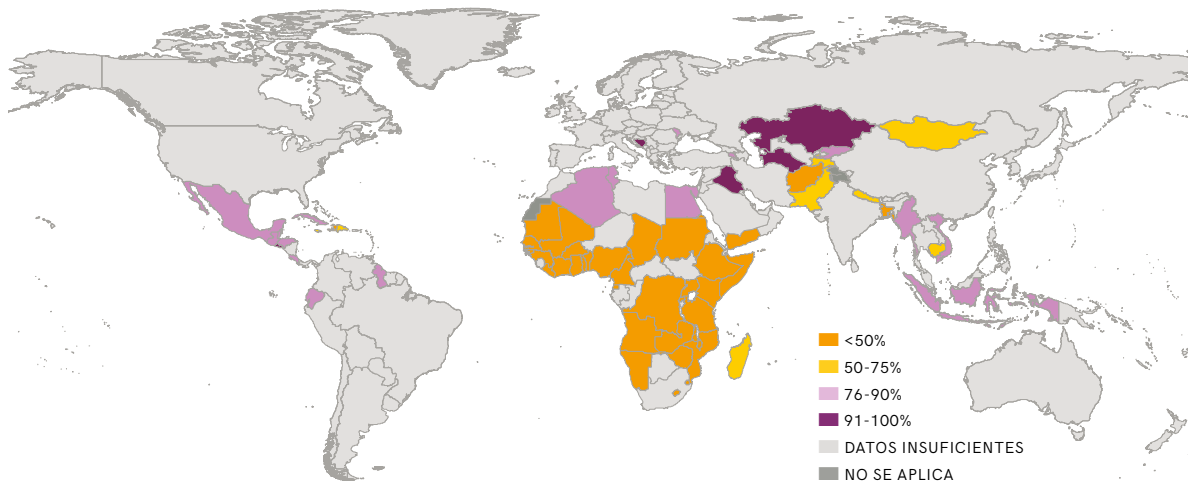 <50%
50-75%
76-90%
91-100%
DATOS INSUFICIENTES
NO SE APLICA